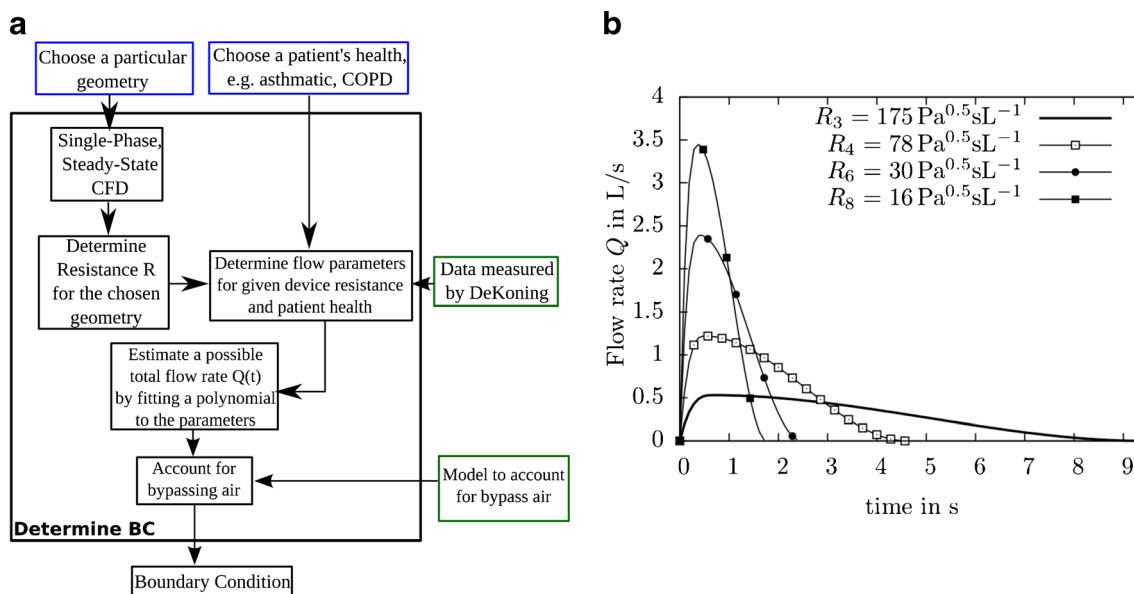 a
Choose a particular
geometry
Choose a patient's health,
e.g. asthmatic, COPD
Single-Phase,
Steady-State
CFD
Determine
Resistance R
for the chosen
geometry
Determine flow parameters
for given device resistance
and patient health
Data measured
by DeKoning
Estimate a possible
total flow rate Q(t)
by fitting a polynomial
to the parameters
Account for
bypassing air
Model to account
for bypass air
Determine BC
Boundary Condition
b
R₃ = 175 Pa⁰·⁵sL⁻¹
R₄ = 78 Pa⁰·⁵sL⁻¹
R₆ = 30 Pa⁰·⁵sL⁻¹
R₈ = 16 Pa⁰·⁵sL⁻¹
Flow rate Q in L/s
4
3.5
3
2.5
2
1.5
1
0.5
0
0 1 2 3 4 5 6 7 8 9
time in s